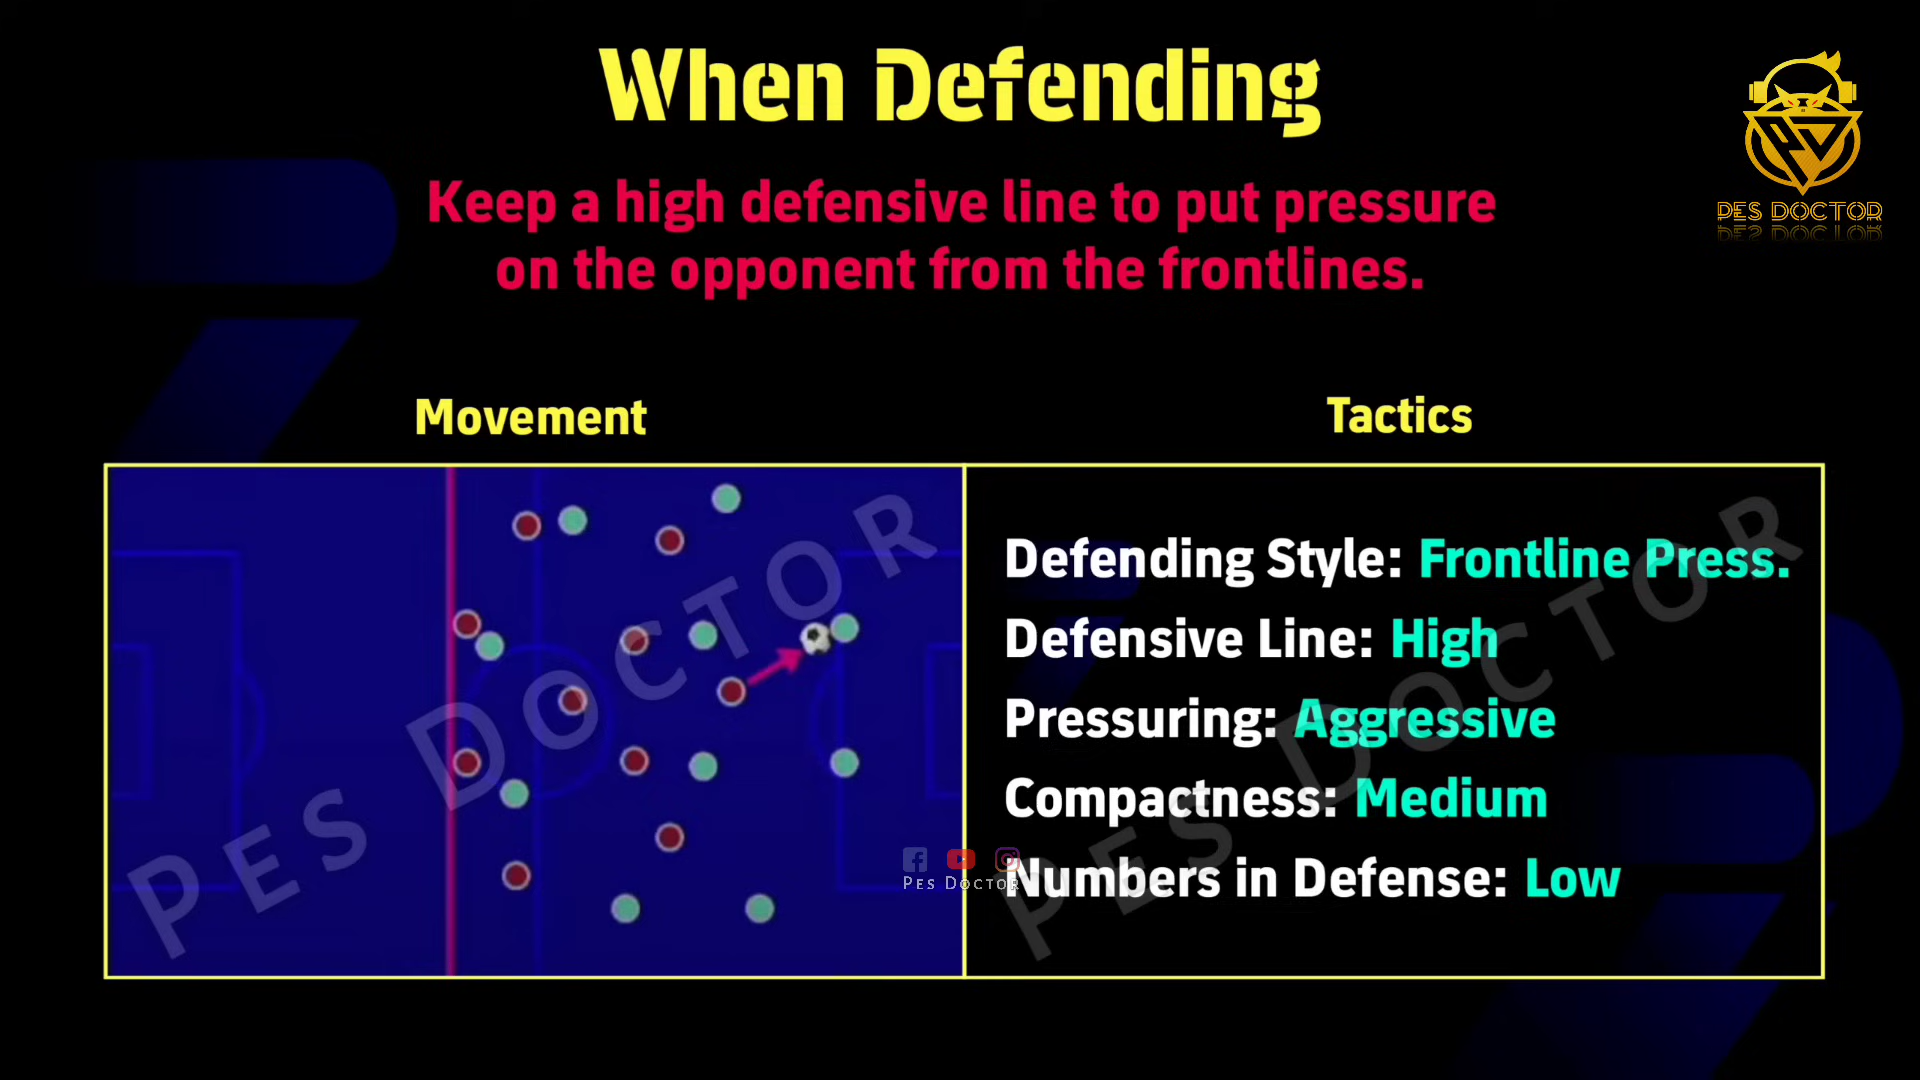 When Defending
Keep a high defensive line to put pressure
on the opponent from the frontlines.
PES DOCTOR
Movement
Tactics
Defending Style: Frontline Press.
Defensive Line: High
Pressuring: Aggressive
Compactness: Medium
Numbers in Defense: Low
PES DOCTOR
PES DOCTOR
PES DOCTOR